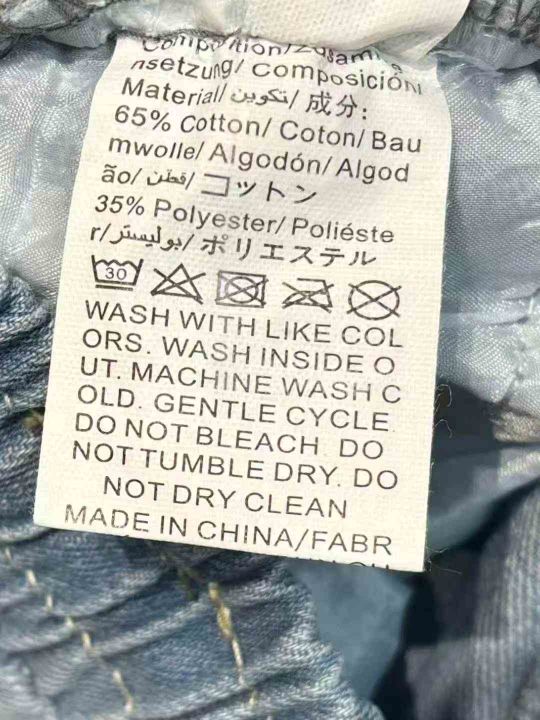 nsetzung/ Composición/
Material/ تكوين/ 成分:
65% Cotton/ Coton/ Bau
mwolle/ Algodón/ Algod
ão/ قطن/ コットン
35% Polyester/ Poliéste
r/ بوليستر/ ポリエステル
30
WASH WITH LIKE COL
ORS. WASH INSIDE O
UT. MACHINE WASH C
OLD. GENTLE CYCLE.
DO NOT BLEACH. DO
NOT TUMBLE DRY. DO
NOT DRY CLEAN
MADE IN CHINA/FABR